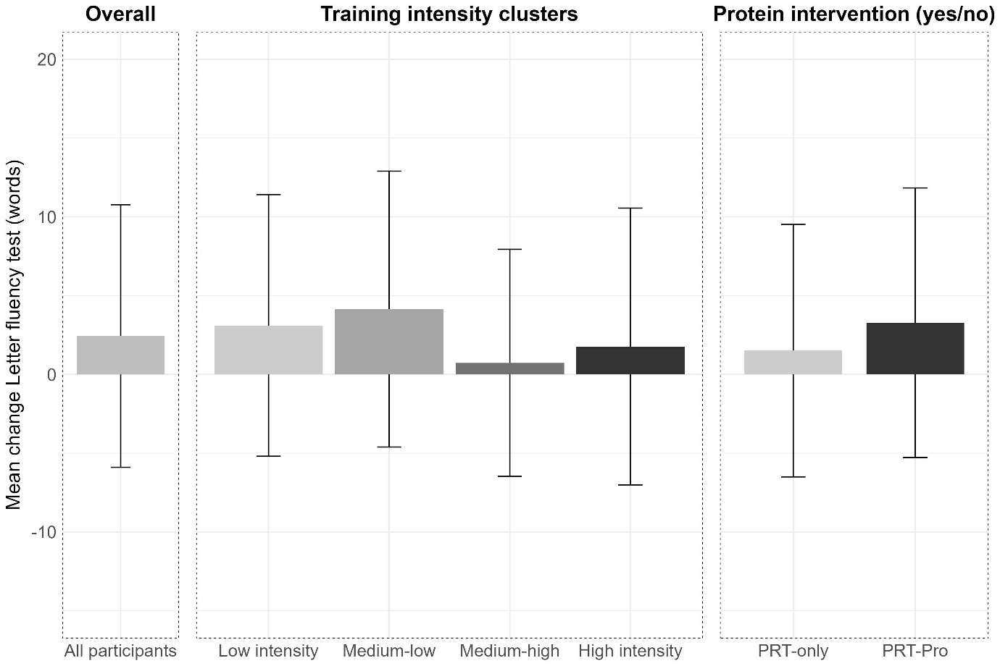 Overall
Training intensity clusters
Protein intervention (yes/no)
Mean change Letter fluency test (words)
20
10
0
-10
All participants
Low intensity
Medium-low
Medium-high
High intensity
PRT-only
PRT-Pro